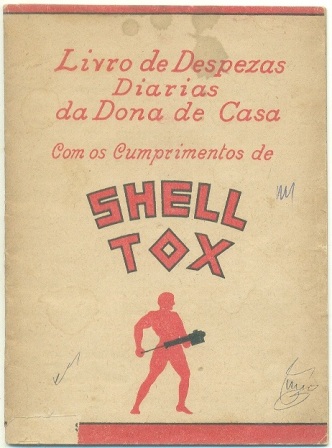 Livro de Despezas
Diarias
da Dona de Casa
Com os Cumprimentos de
SHELL
TOX